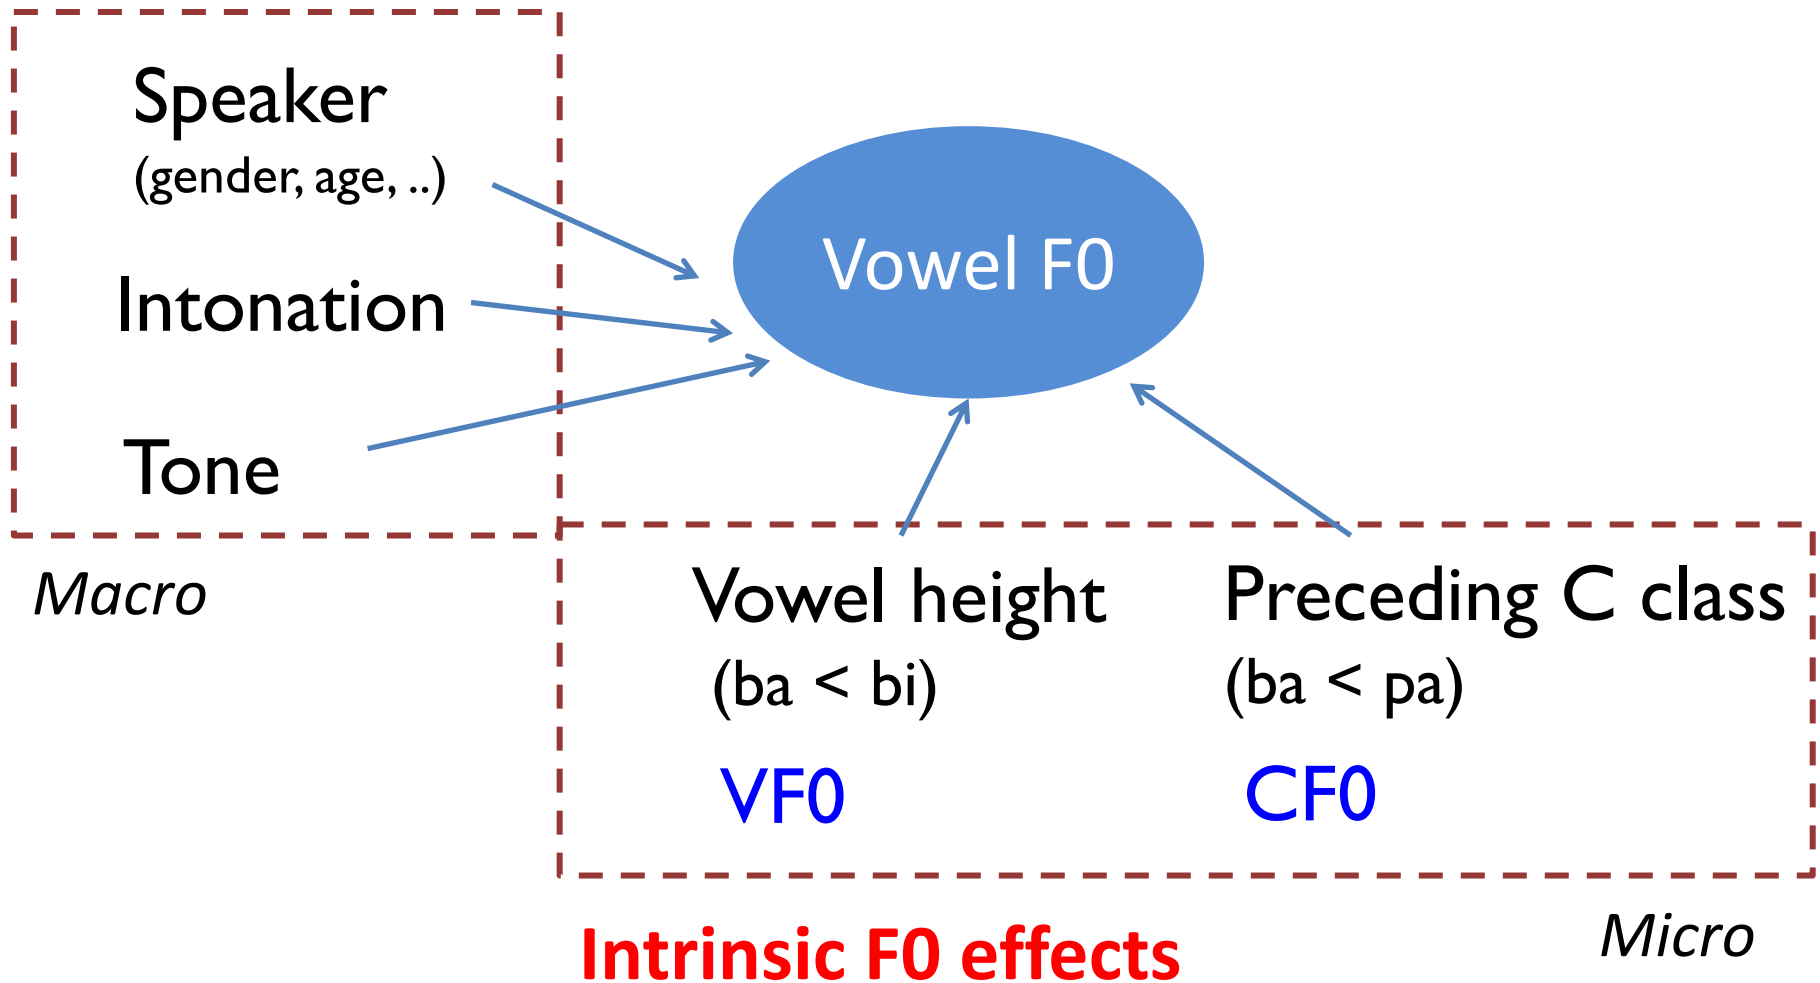 Speaker
(gender, age, ..)
Intonation
Tone
Macro
Vowel F0
Vowel height
(ba < bi)
VF0
Preceding C class
(ba < pa)
CF0
Micro
Intrinsic F0 effects